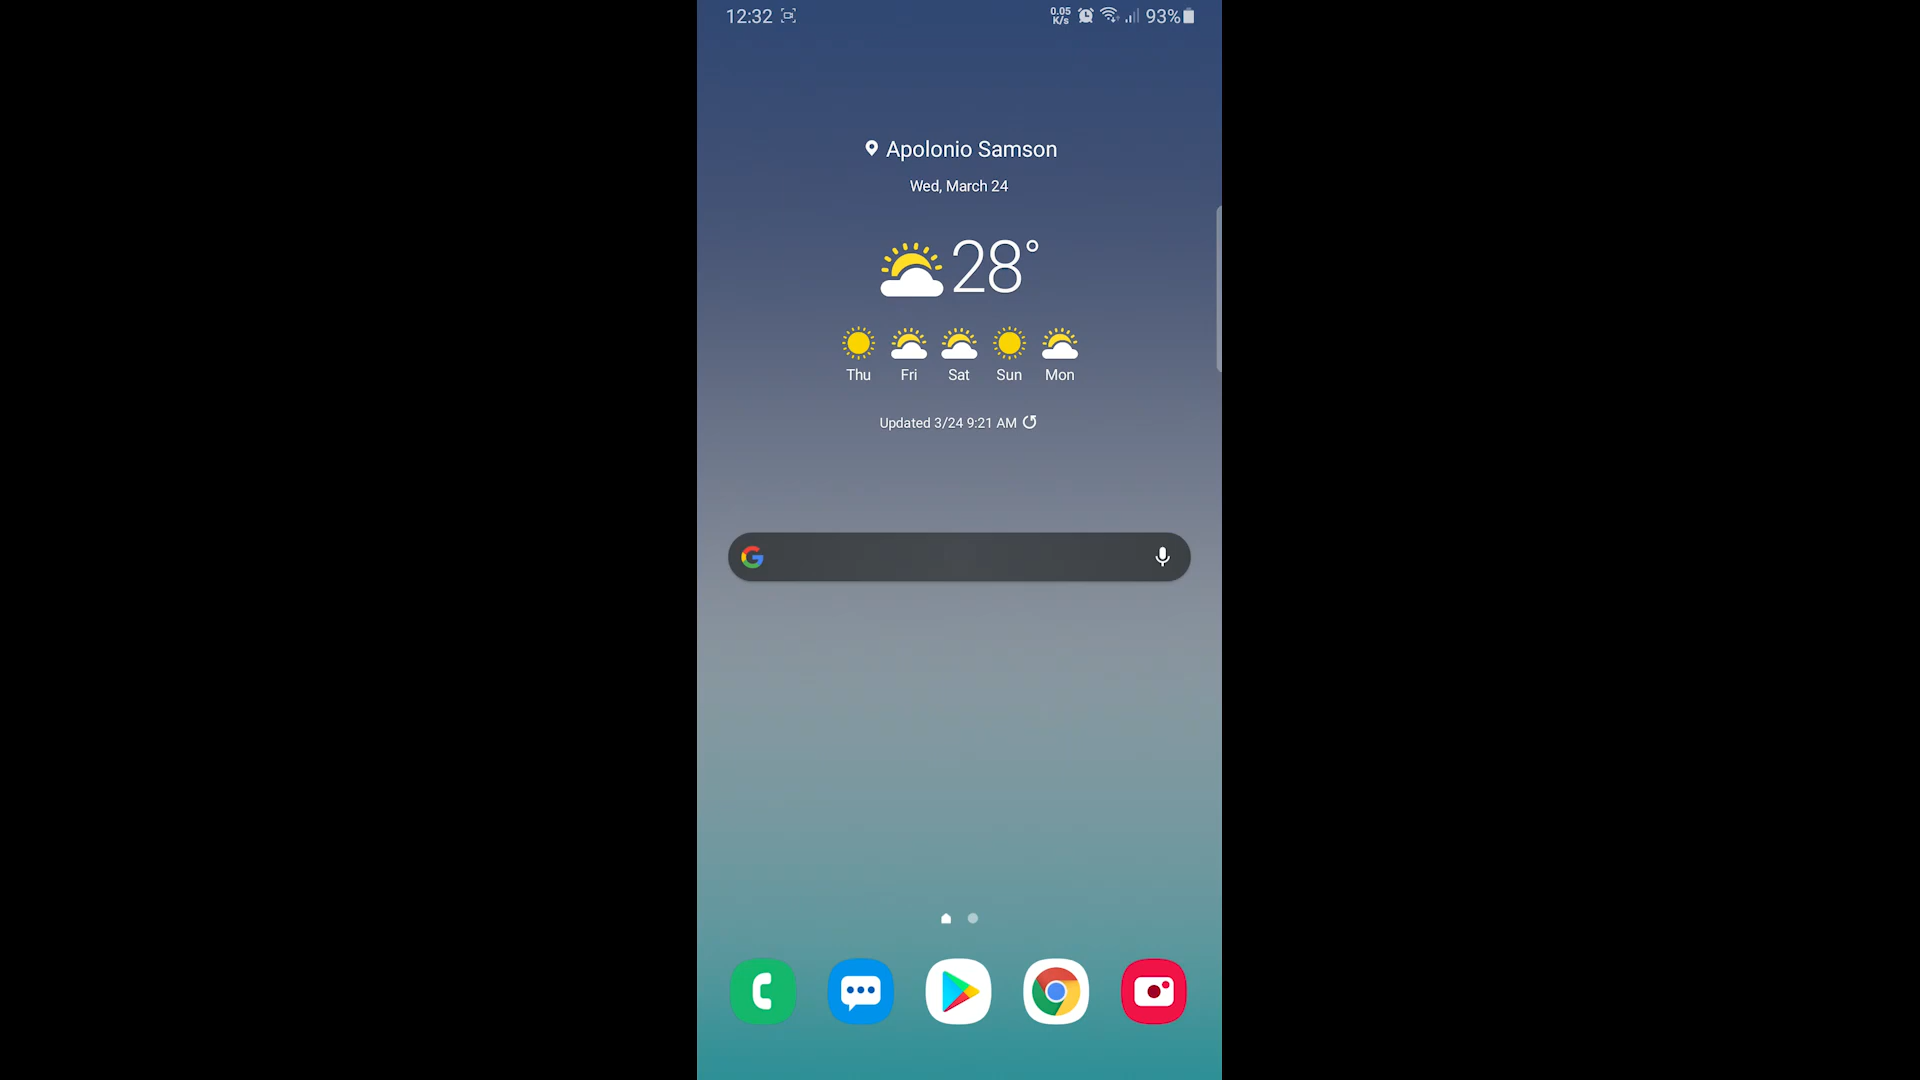 12:32 0.05 K/s 93%
Apolonio Samson
Wed, March 24
28°
Thu Fri Sat Sun Mon
Updated 3/24 9:21 AM